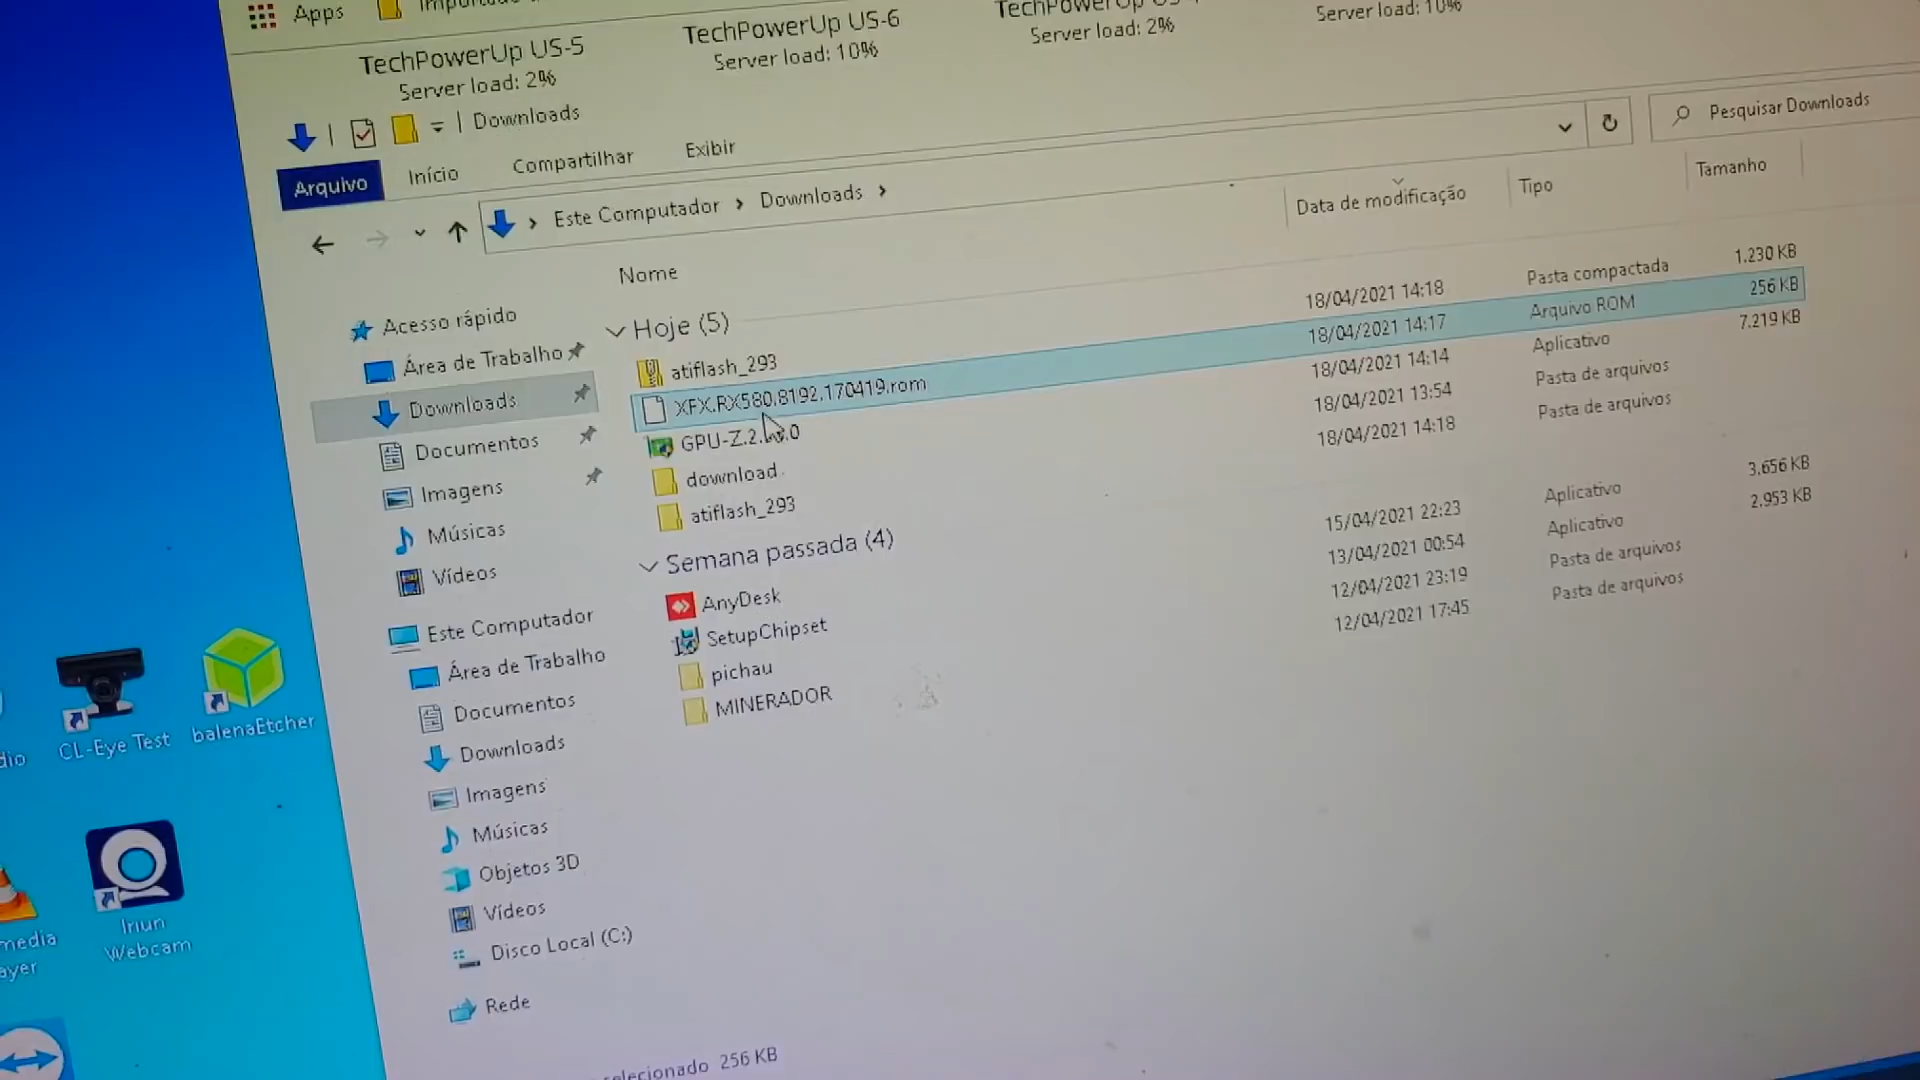 Apps
TechPowerUp US-5
Server load: 2%
TechPowerUp US-6
Server load: 10%
Server load: 2%
Server load: 10%
Downloads
Arquivo
Início
Compartilhar
Exibir
Este Computador
Downloads
Pesquisar Downloads
Nome
Data de modificação
Tipo
Tamanho
Hoje (5)
atiflash_293
18/04/2021 14:18
Pasta compactada
1.230 KB
XFX.RX580.8192.170419.rom
18/04/2021 14:17
Arquivo ROM
256 KB
GPU-Z.2.
18/04/2021 14:14
Aplicativo
7.219 KB
download
18/04/2021 13:54
Pasta de arquivos
atiflash_293
18/04/2021 14:18
Pasta de arquivos
Semana passada (4)
AnyDesk
15/04/2021 22:23
Aplicativo
3.656 KB
SetupChipset
13/04/2021 00:54
Aplicativo
2.953 KB
pichau
12/04/2021 23:19
Pasta de arquivos
MINERADOR
12/04/2021 17:45
Pasta de arquivos
Acesso rápido
Área de Trabalho
Downloads
Documentos
Imagens
Músicas
Vídeos
Este Computador
Área de Trabalho
Documentos
Downloads
Imagens
Músicas
Objetos 3D
Vídeos
Disco Local (C:)
Rede
256 KB
CL-Eye Test
balenaEtcher
Iriun
Webcam